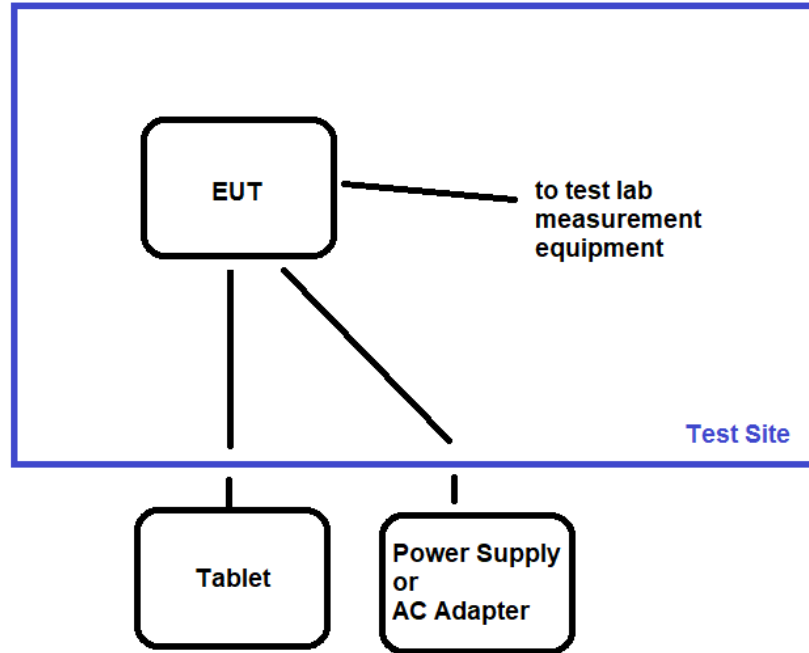 EUT
to test lab
measurement
equipment
Test Site
Tablet
Power Supply
or
AC Adapter